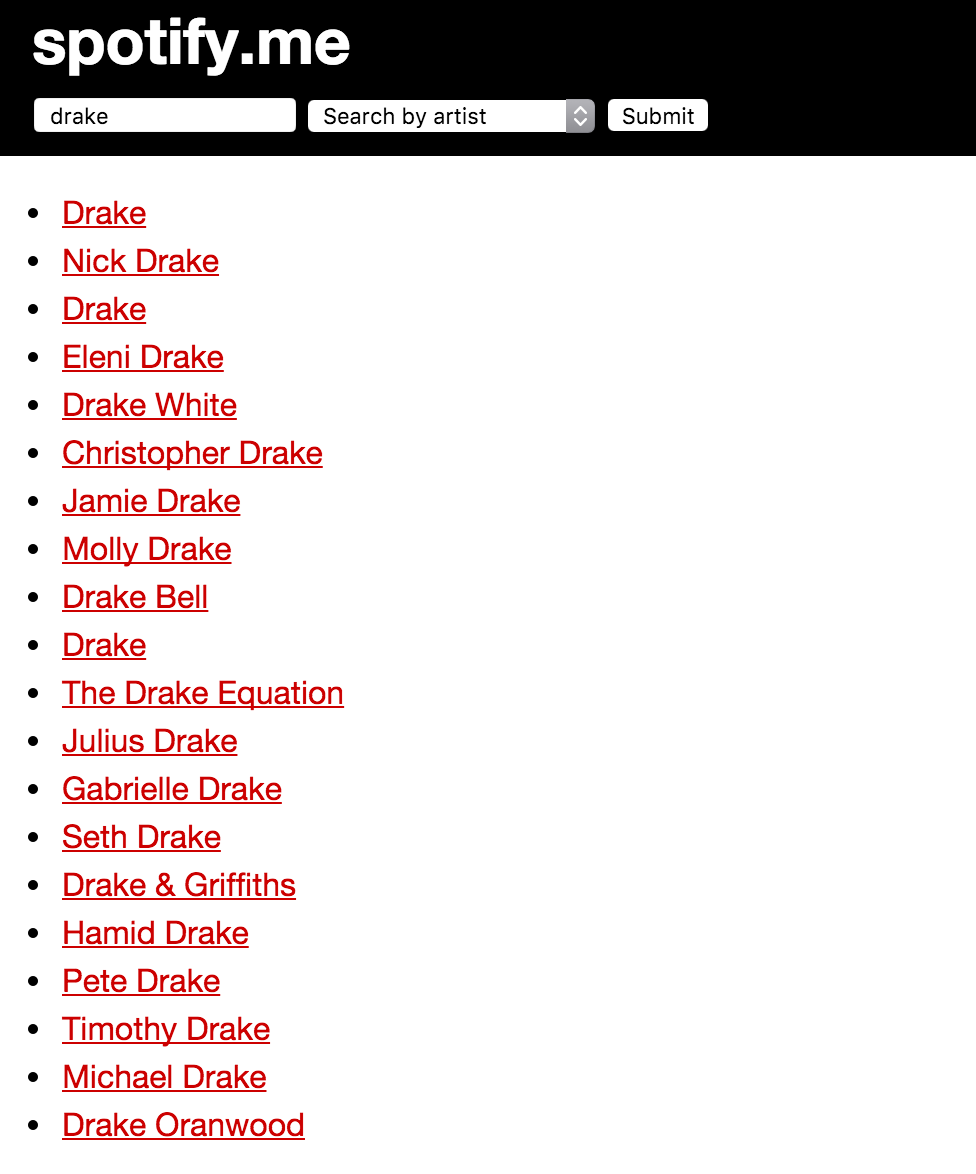 spotify.me
drake Search by artist Submit
Drake
Nick Drake
Drake
Eleni Drake
Drake White
Christopher Drake
Jamie Drake
Molly Drake
Drake Bell
Drake
The Drake Equation
Julius Drake
Gabrielle Drake
Seth Drake
Drake & Griffiths
Hamid Drake
Pete Drake
Timothy Drake
Michael Drake
Drake Oranwood